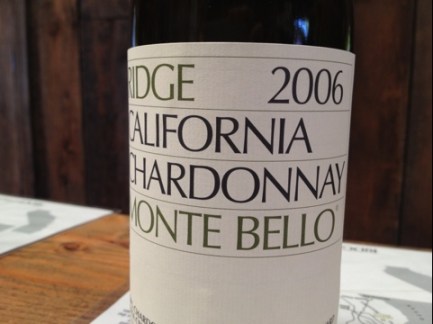 RIDGE 2006
CALIFORNIA
CHARDONNAY
MONTE BELLO